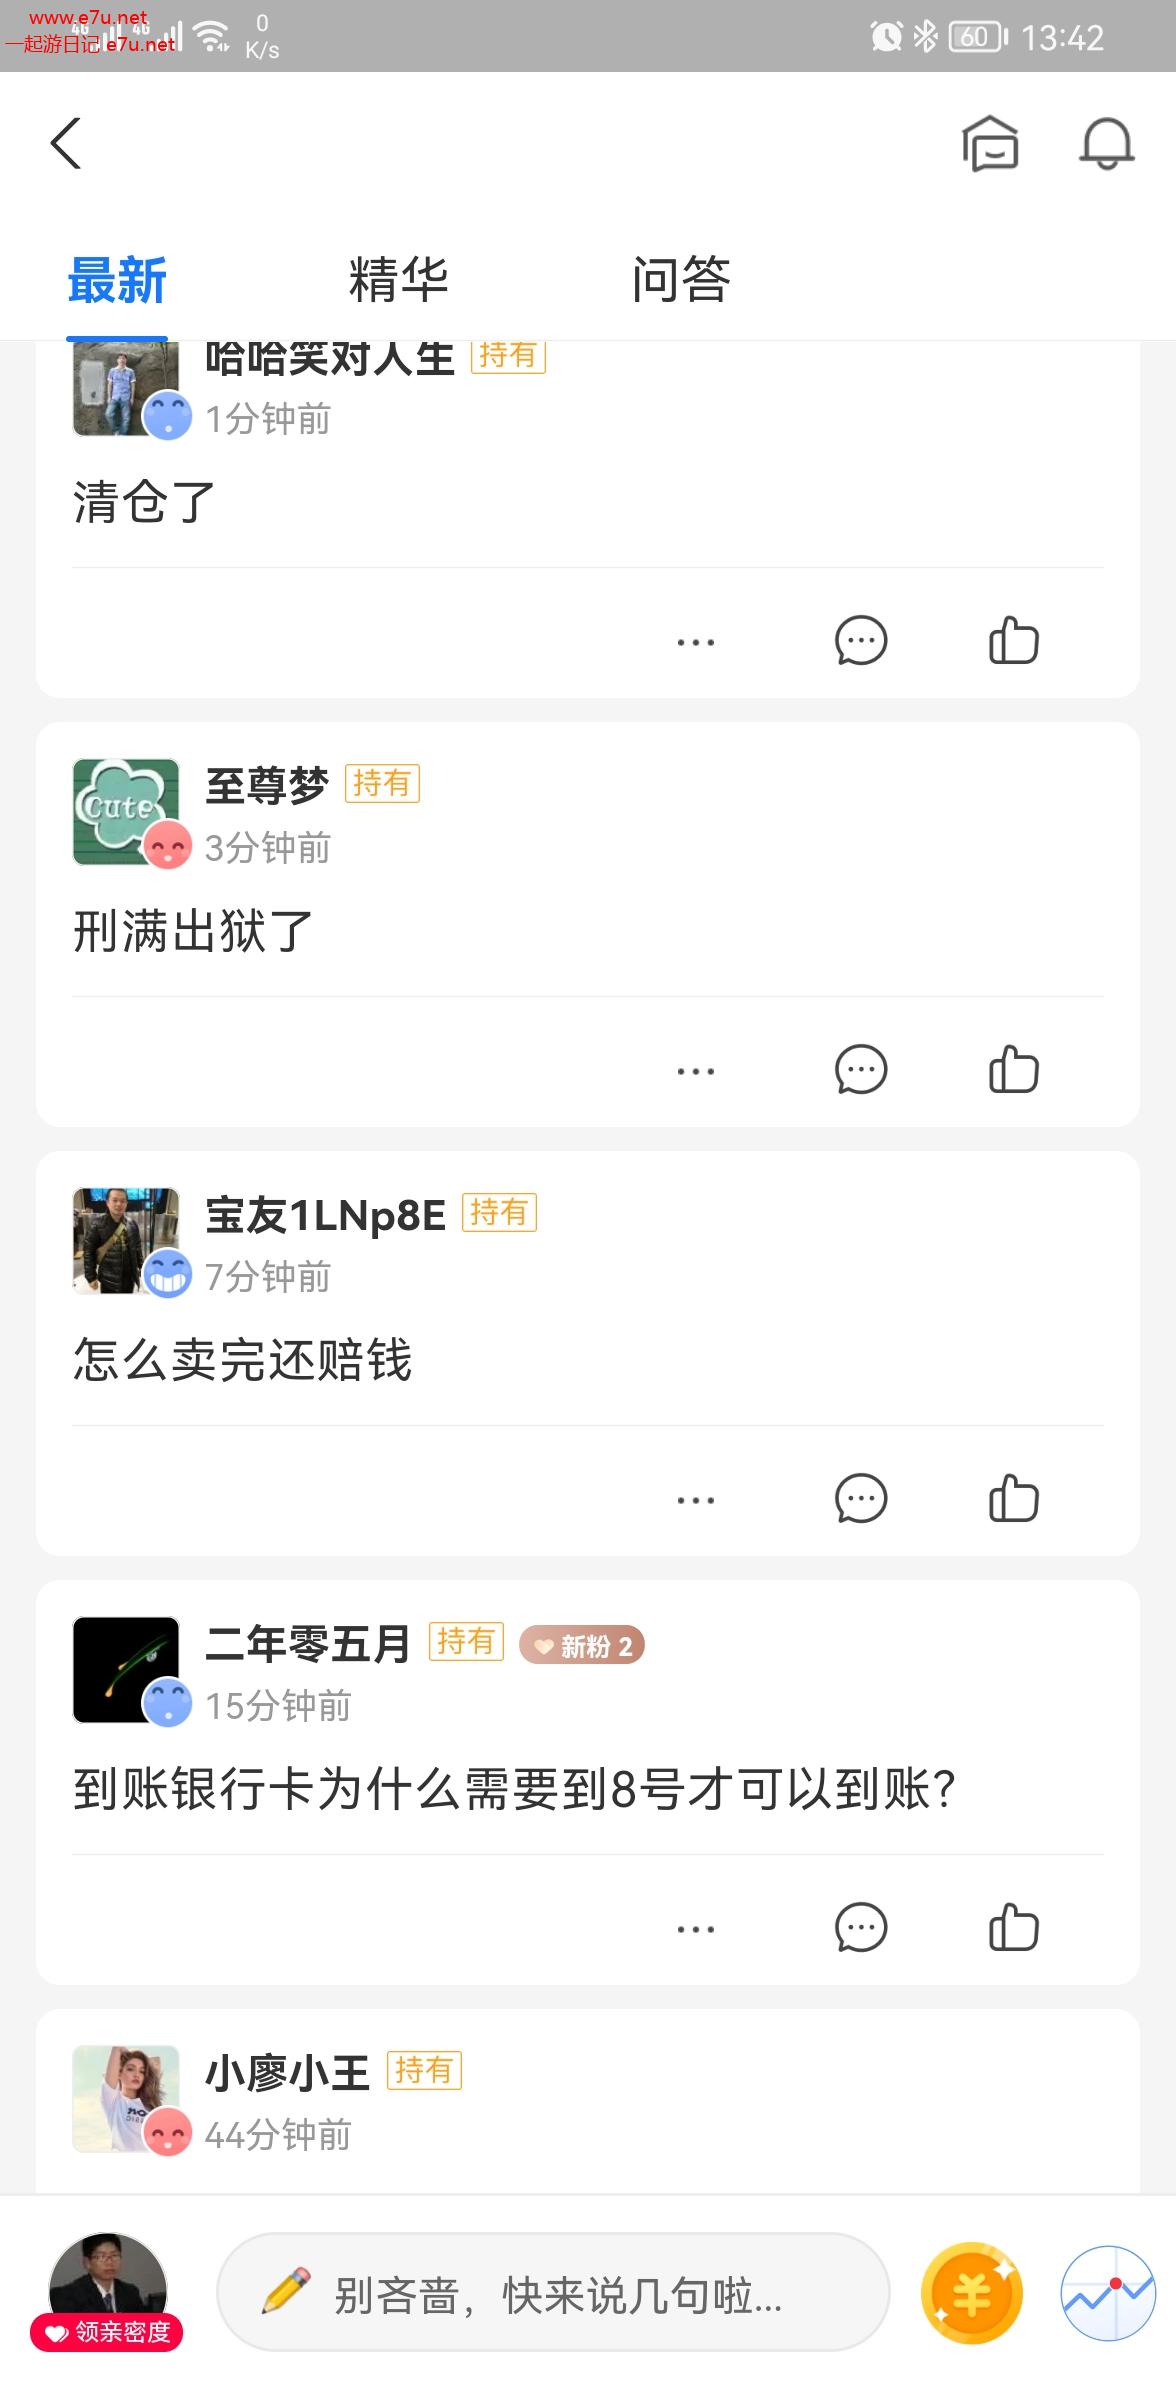 www.e7u.net
一起游日记 e7u.net
4G 4G 0 K/s 60 13:42
最新 精华 问答
哈哈笑对人生 持有
1分钟前
清仓了
Cute
至尊梦 持有
3分钟前
刑满出狱了
宝友1LNp8E 持有
7分钟前
怎么卖完还赔钱
二年零五月 持有 新粉 2
15分钟前
到账银行卡为什么需要到8号才可以到账?
小廖小王 持有
44分钟前
领亲密度
别吝啬，快来说几句啦...